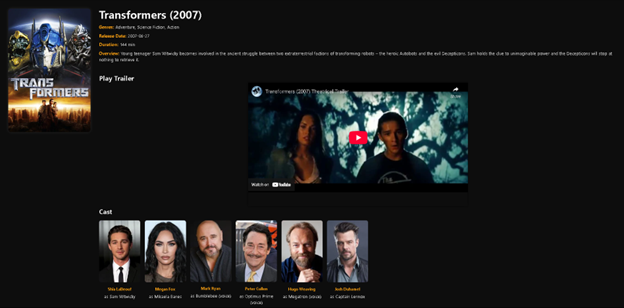 Transformers (2007)
Genres: Adventure, Science Fiction, Action
Release Date: 2007-06-27
Duration: 144 min
Overview: Young teenager Sam Witwicky becomes involved in the ancient struggle between two extraterrestrial factions of transforming robots – the heroic Autobots and the evil Decepticons. Sam holds the clue to unimaginable power and the Decepticons will stop at
nothing to retrieve it.
TRANS
FORMERS
Play Trailer
Transformers (2007) Theatrical Trailer
Share
Watch on YouTube
Cast
Shia LaBeouf
Megan Fox
Mark Ryan
Peter Cullen
Hugo Weaving
Josh Duhamel
as Sam Witwicky
as Mikaela Banes
as Bumblebee (voice)
as Optimus Prime
(voice)
as Megatron (voice)
as Captain Lennox